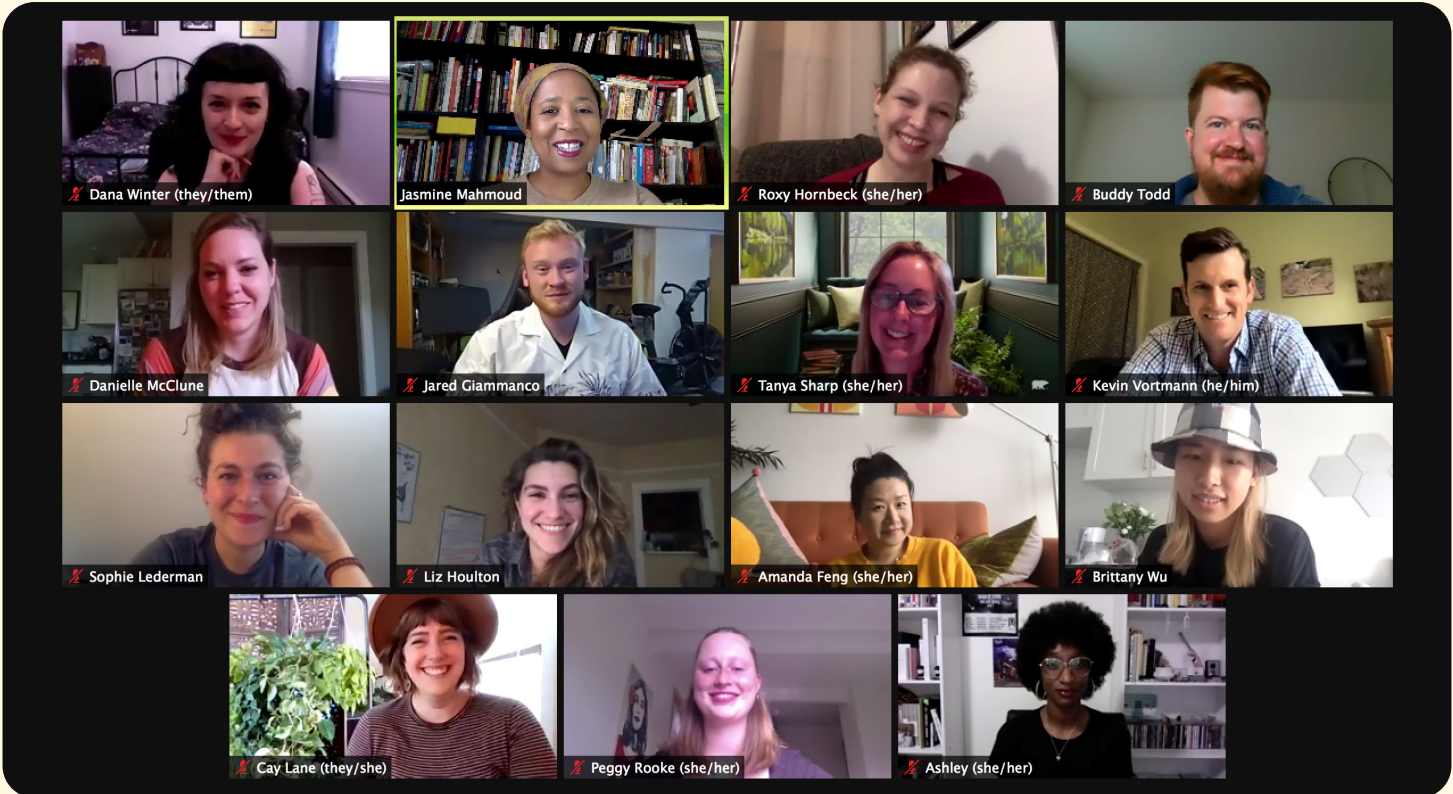 Dana Winter (they/them)
Jasmine Mahmoud
Roxy Hornbeck (she/her)
Buddy Todd
Danielle McClune
Jared Giammanco
Tanya Sharp (she/her)
Kevin Vortmann (he/him)
Sophie Lederman
Liz Houlton
Amanda Feng (she/her)
Brittany Wu
Cay Lane (they/she)
Peggy Rooke (she/her)
Ashley (she/her)